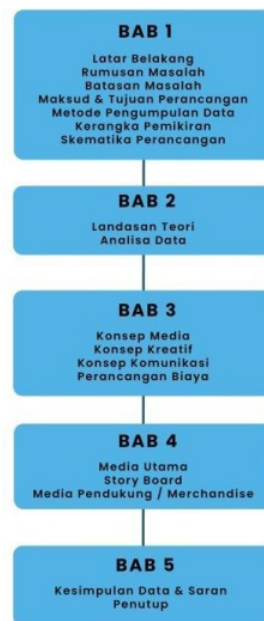 BAB 1
Latar Belakang
Rumusan Masalah
Batasan Masalah
Maksud & Tujuan Perancangan
Metode Pengumpulan Data
Kerangka Pemikiran
Skematika Perancangan
BAB 2
Landasan Teori
Analisa Data
BAB 3
Konsep Media
Konsep Kreatif
Konsep Komunikasi
Perancangan Biaya
BAB 4
Media Utama
Story Board
Media Pendukung / Merchandise
BAB 5
Kesimpulan Data & Saran
Penutup